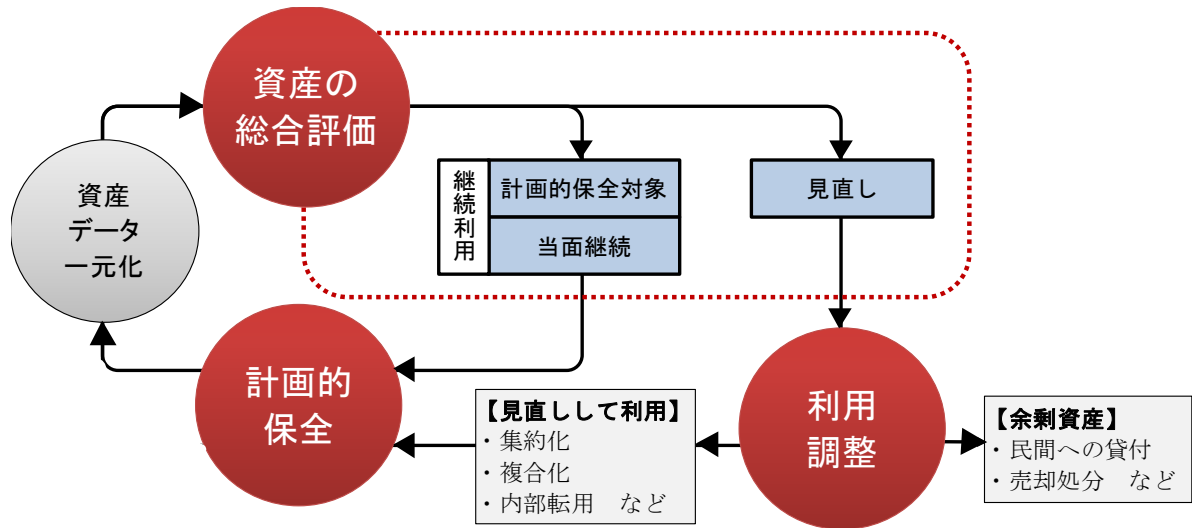 資産の
総合評価
資産
データ
一元化
継続利用
計画的保全対象
当面継続
見直し
計画的
保全
【見直しして利用】
・集約化
・複合化
・内部転用　など
利用
調整
【余剰資産】
・民間への貸付
・売却処分　など